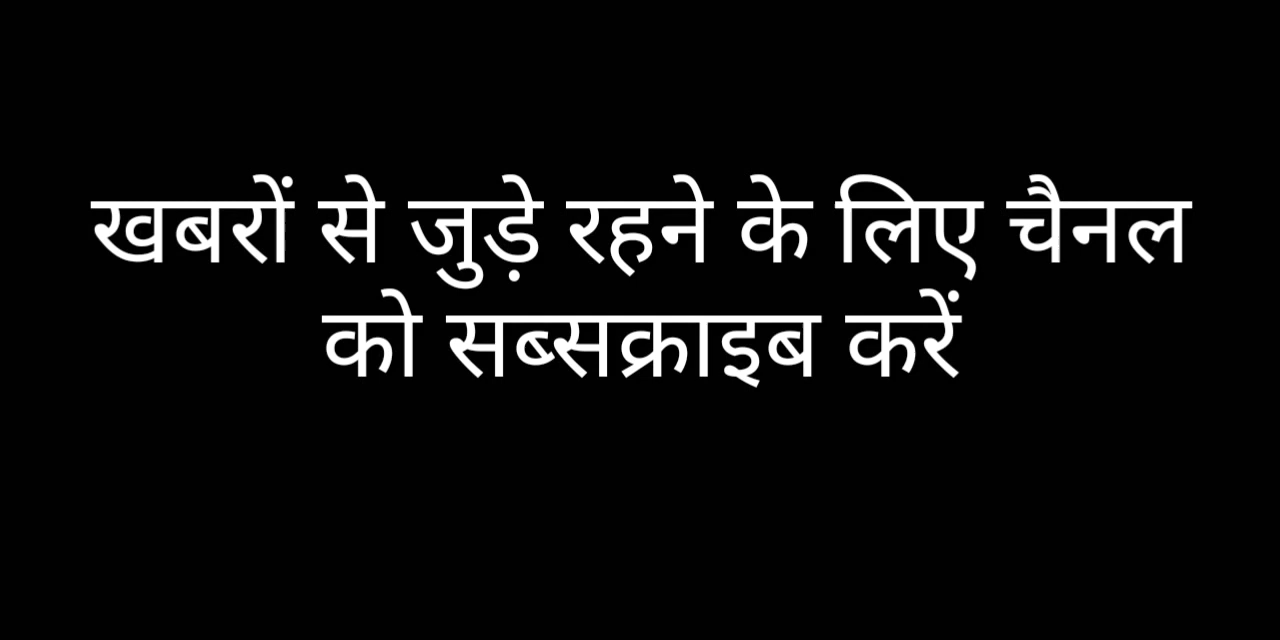 खबरों से जुड़े रहने के लिए चैनल
को सब्सक्राइब करें